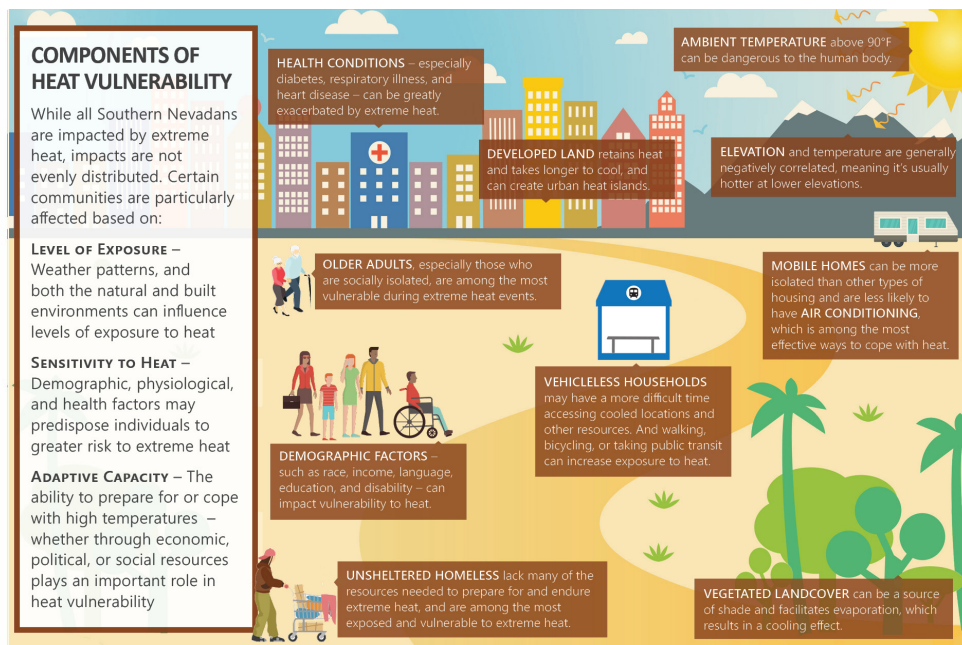 COMPONENTS OF
HEAT VULNERABILITY
While all Southern Nevadans
are impacted by extreme
heat, impacts are not
evenly distributed. Certain
communities are particularly
affected based on:
LEVEL OF EXPOSURE –
Weather patterns, and
both the natural and built
environments can influence
levels of exposure to heat
SENSITIVITY TO HEAT –
Demographic, physiological,
and health factors may
predispose individuals to
greater risk to extreme heat
ADAPTIVE CAPACITY – The
ability to prepare for or cope
with high temperatures –
whether through economic,
political, or social resources
plays an important role in
heat vulnerability
HEALTH CONDITIONS – especially
diabetes, respiratory illness, and
heart disease – can be greatly
exacerbated by extreme heat.
AMBIENT TEMPERATURE above 90°F
can be dangerous to the human body.
DEVELOPED LAND retains heat
and takes longer to cool, and
can create urban heat islands.
ELEVATION and temperature are generally
negatively correlated, meaning it's usually
hotter at lower elevations.
OLDER ADULTS, especially those who
are socially isolated, are among the most
vulnerable during extreme heat events.
MOBILE HOMES can be more
isolated than other types of
housing and are less likely to
have AIR CONDITIONING,
which is among the most
effective ways to cope with heat.
VEHICLELESS HOUSEHOLDS
may have a more difficult time
accessing cooled locations and
other resources. And walking,
bicycling, or taking public transit
can increase exposure to heat.
DEMOGRAPHIC FACTORS –
such as race, income, language,
education, and disability – can
impact vulnerability to heat.
UNSHELTERED HOMELESS lack many of the
resources needed to prepare for and endure
extreme heat, and are among the most
exposed and vulnerable to extreme heat.
VEGETATED LANDCOVER can be a source
of shade and facilitates evaporation, which
results in a cooling effect.